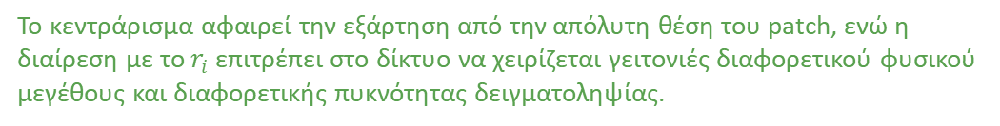 Το κεντράρισμα αφαιρεί την εξάρτηση από την απόλυτη θέση του patch, ενώ η
διαίρεση με το rᵢ επιτρέπει στο δίκτυο να χειρίζεται γειτονιές διαφορετικού φυσικού
μεγέθους και διαφορετικής πυκνότητας δειγματοληψίας.